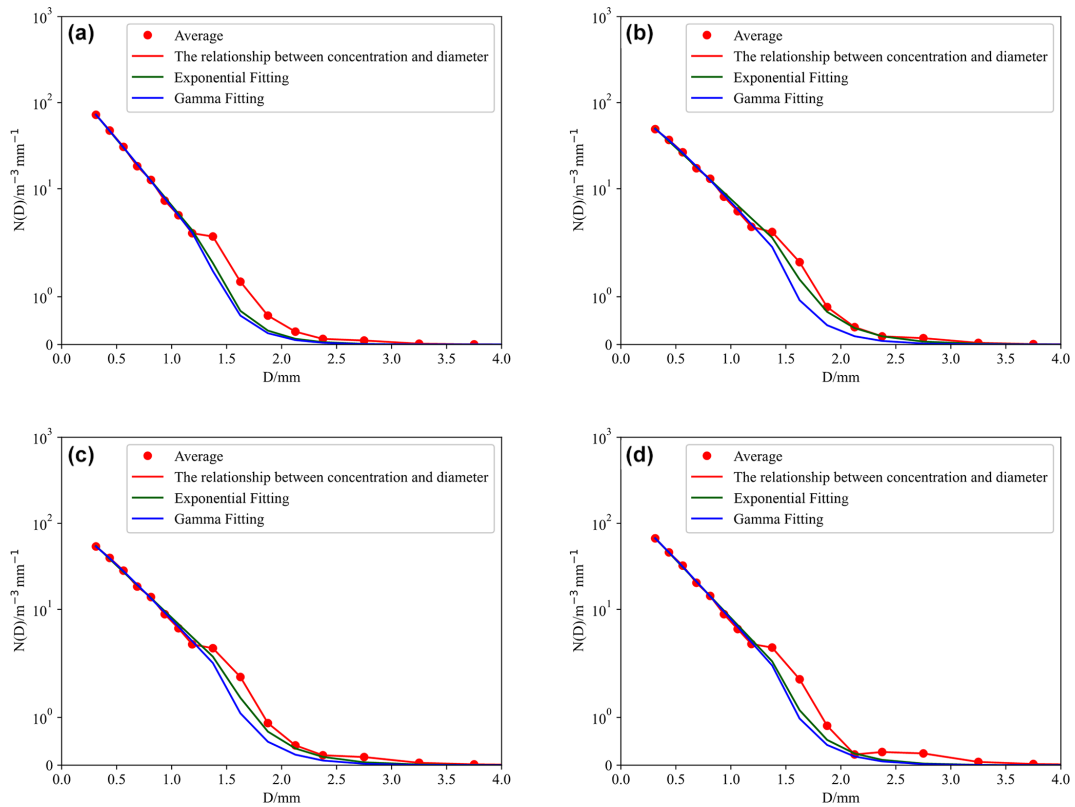 (a)
10³
10²
10¹
10⁰
0
N(D)/m⁻³ mm⁻¹
Average
The relationship between concentration and diameter
Exponential Fitting
Gamma Fitting
0.0 0.5 1.0 1.5 2.0 2.5 3.0 3.5 4.0
D/mm
(b)
10³
10²
10¹
10⁰
0
N(D)/m⁻³ mm⁻¹
Average
The relationship between concentration and diameter
Exponential Fitting
Gamma Fitting
0.0 0.5 1.0 1.5 2.0 2.5 3.0 3.5 4.0
D/mm
(c)
10³
10²
10¹
10⁰
0
N(D)/m⁻³ mm⁻¹
Average
The relationship between concentration and diameter
Exponential Fitting
Gamma Fitting
0.0 0.5 1.0 1.5 2.0 2.5 3.0 3.5 4.0
D/mm
(d)
10³
10²
10¹
10⁰
0
N(D)/m⁻³ mm⁻¹
Average
The relationship between concentration and diameter
Exponential Fitting
Gamma Fitting
0.0 0.5 1.0 1.5 2.0 2.5 3.0 3.5 4.0
D/mm